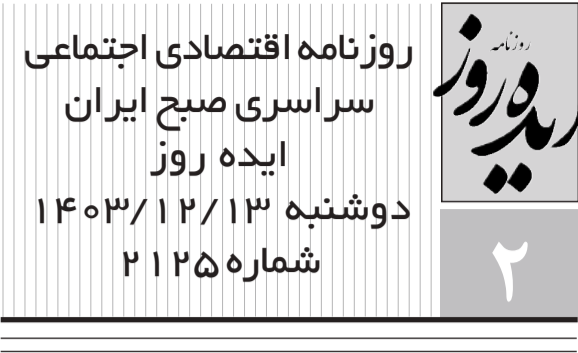 روزنامه اقتصادی اجتماعی
سراسری صبح ایران
ایده روز
دوشنبه ۱۴۰۳/۱۲/۱۳
شماره ۲۱۲۵
روزنامه
ایده روز
۲